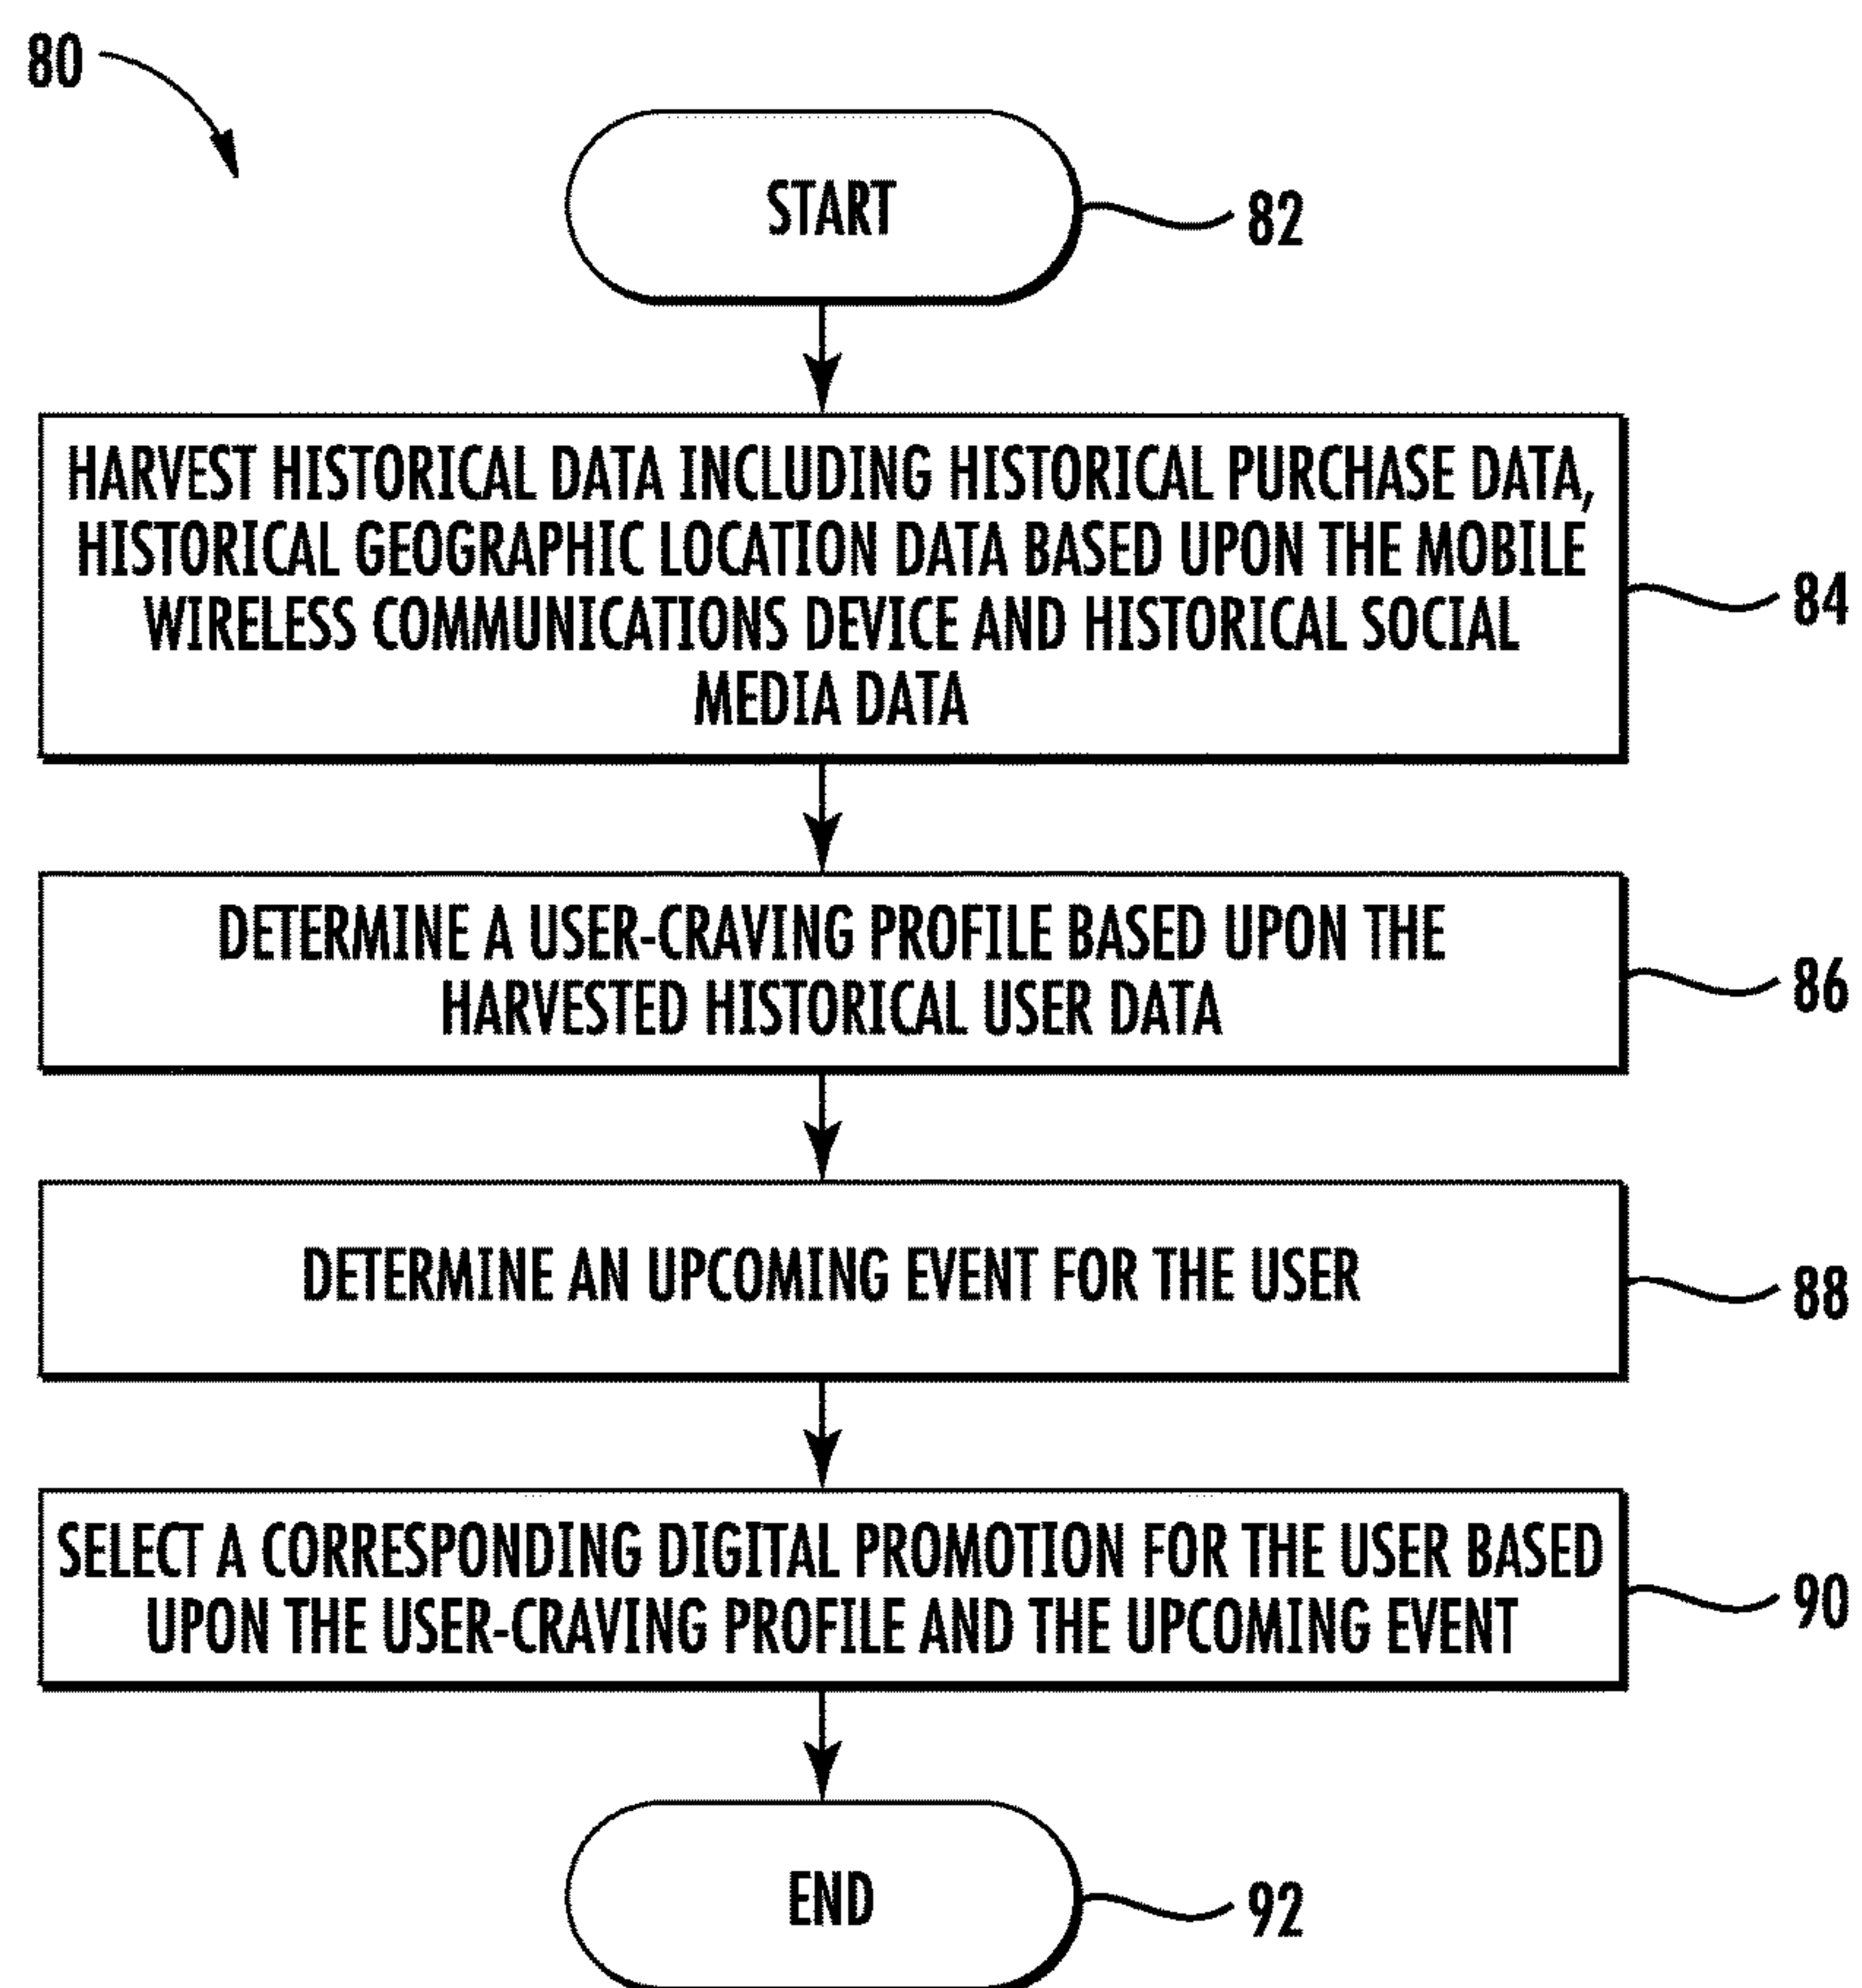 80
START
82
HARVEST HISTORICAL DATA INCLUDING HISTORICAL PURCHASE DATA,
HISTORICAL GEOGRAPHIC LOCATION DATA BASED UPON THE MOBILE
WIRELESS COMMUNICATIONS DEVICE AND HISTORICAL SOCIAL
MEDIA DATA
84
DETERMINE A USER-CRAVING PROFILE BASED UPON THE
HARVESTED HISTORICAL USER DATA
86
DETERMINE AN UPCOMING EVENT FOR THE USER
88
SELECT A CORRESPONDING DIGITAL PROMOTION FOR THE USER BASED
UPON THE USER-CRAVING PROFILE AND THE UPCOMING EVENT
90
END
92